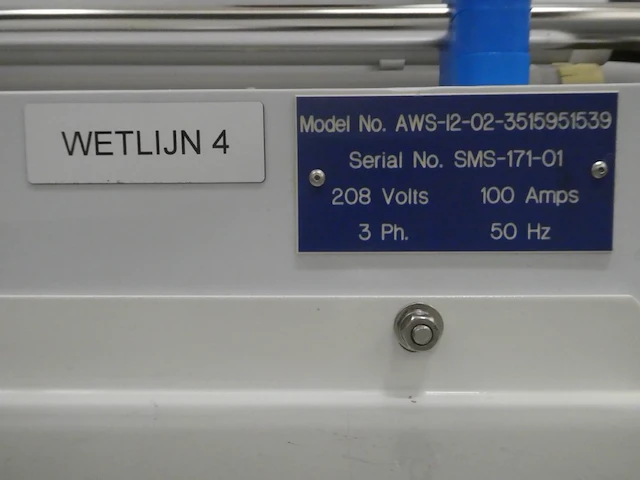 WETLIJN 4
Model No. AWS-12-02-3515951539
Serial No. SMS-171-01
208 Volts 100 Amps
3 Ph. 50 Hz